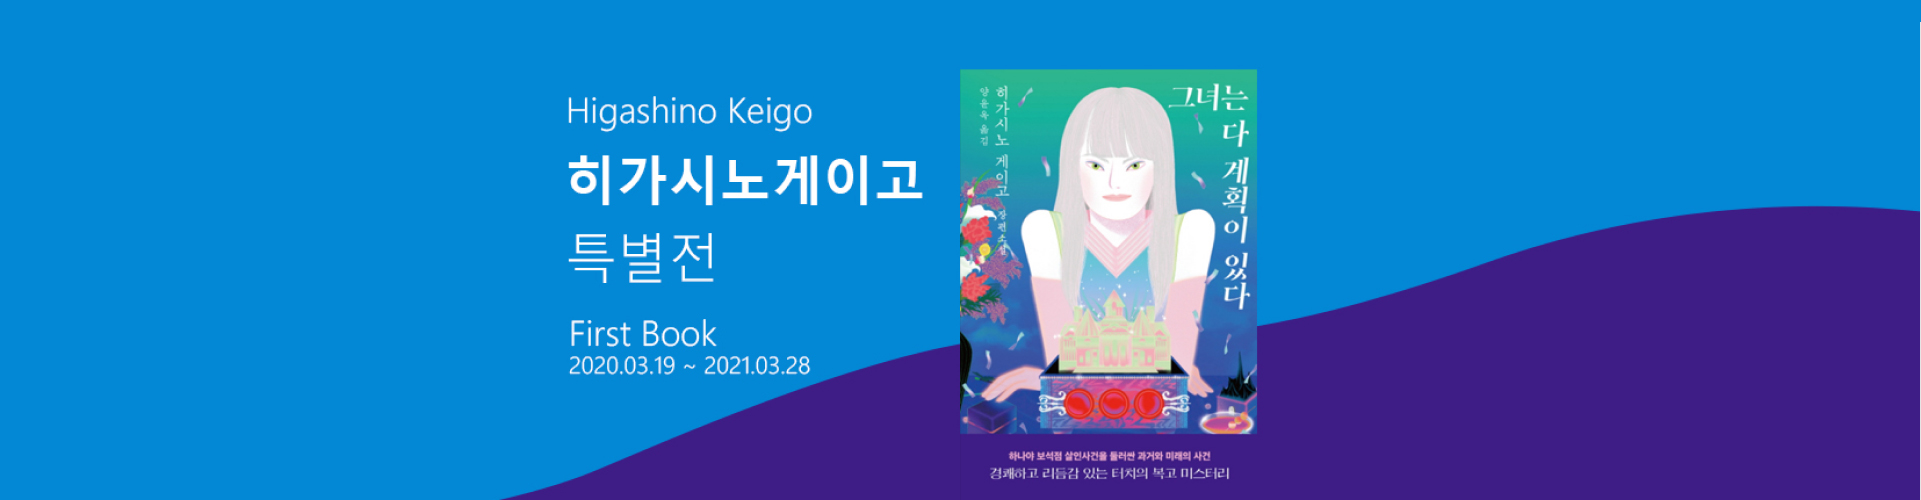 Higashino Keigo
히가시노게이고
특별전
First Book
2020.03.19 ~ 2021.03.28
그녀는
다
계획이
있다
히가시노 게이고 장편소설
양윤옥 옮김
하나야 보석점 살인사건을 둘러싼 과거와 미래의 사건
경쾌하고 리듬감 있는 터치의 복고 미스터리